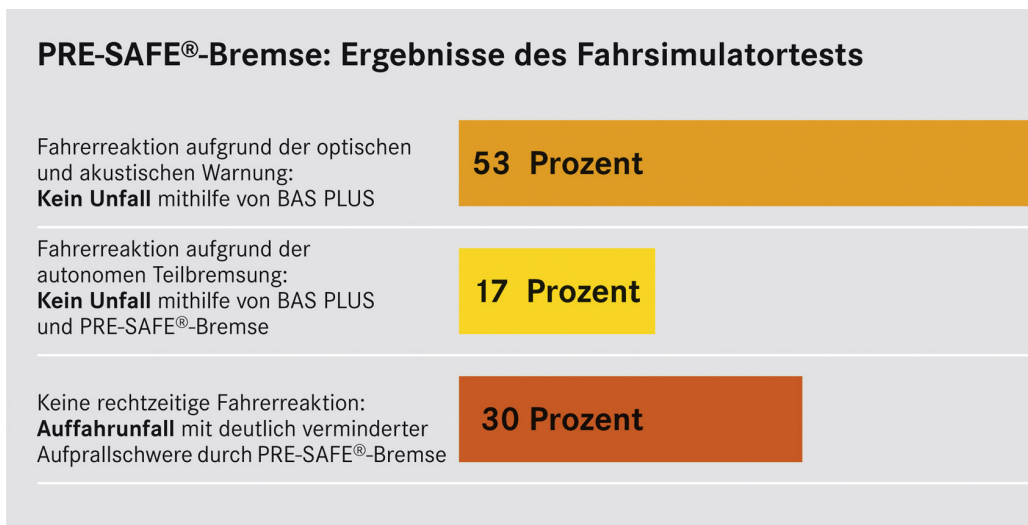 PRE-SAFE®-Bremse: Ergebnisse des Fahrsimulatortests
Fahrerreaktion aufgrund der optischen
und akustischen Warnung:
Kein Unfall mithilfe von BAS PLUS
53 Prozent
Fahrerreaktion aufgrund der
autonomen Teilbremsung:
Kein Unfall mithilfe von BAS PLUS
und PRE-SAFE®-Bremse
17 Prozent
Keine rechtzeitige Fahrerreaktion:
Auffahrunfall mit deutlich verminderter
Aufprallschwere durch PRE-SAFE®-Bremse
30 Prozent